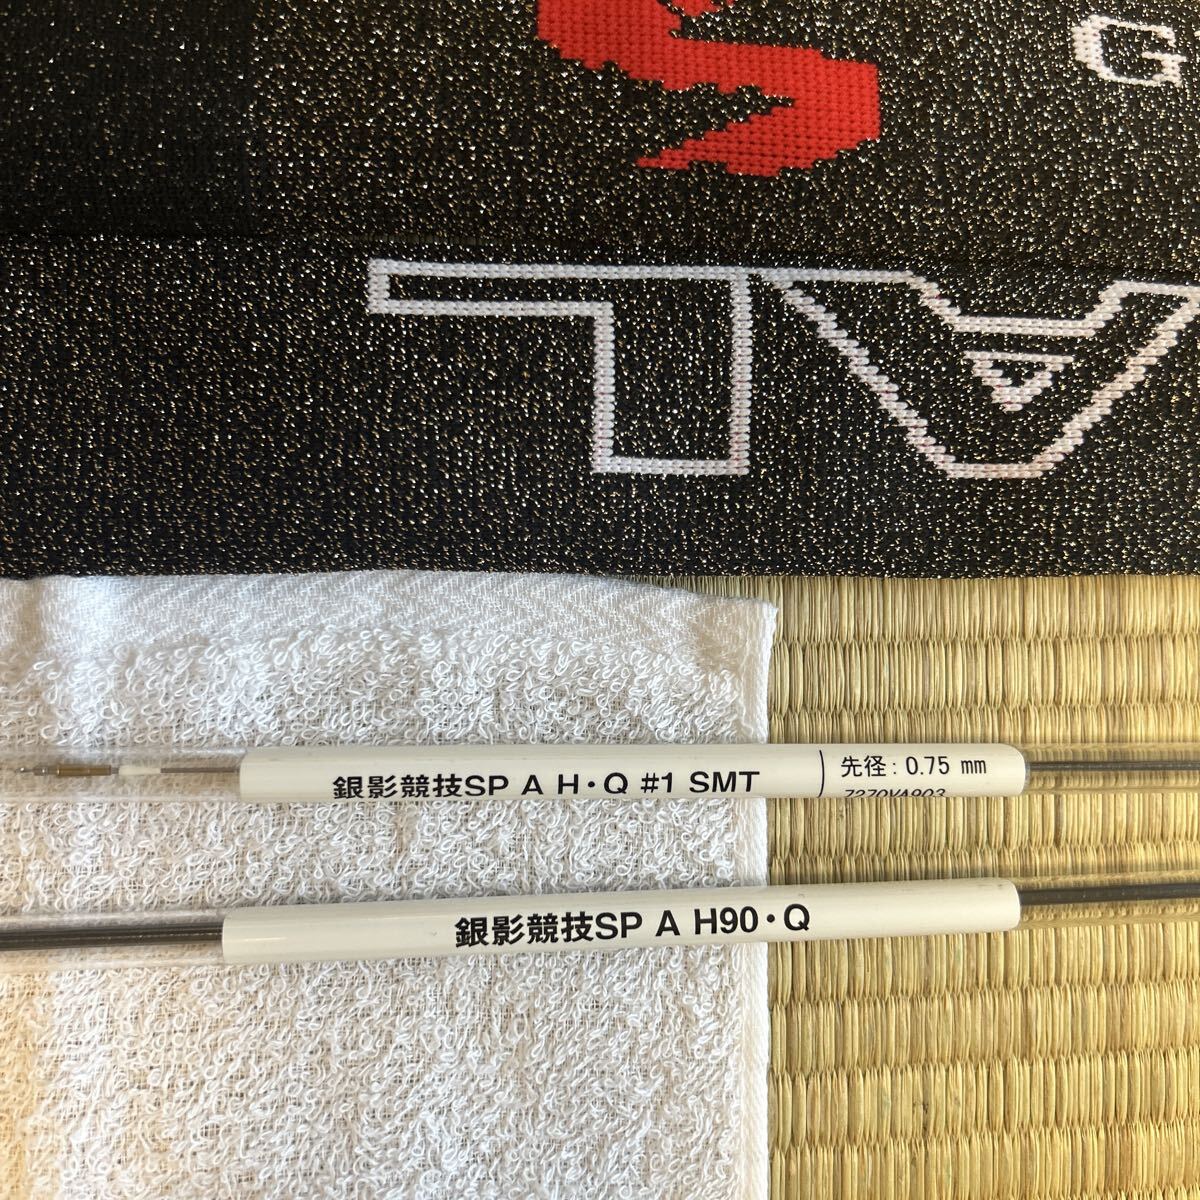 G
AL
銀影競技SP A H・Q #1 SMT
先径：0.75 mm
銀影競技SP A H90・Q